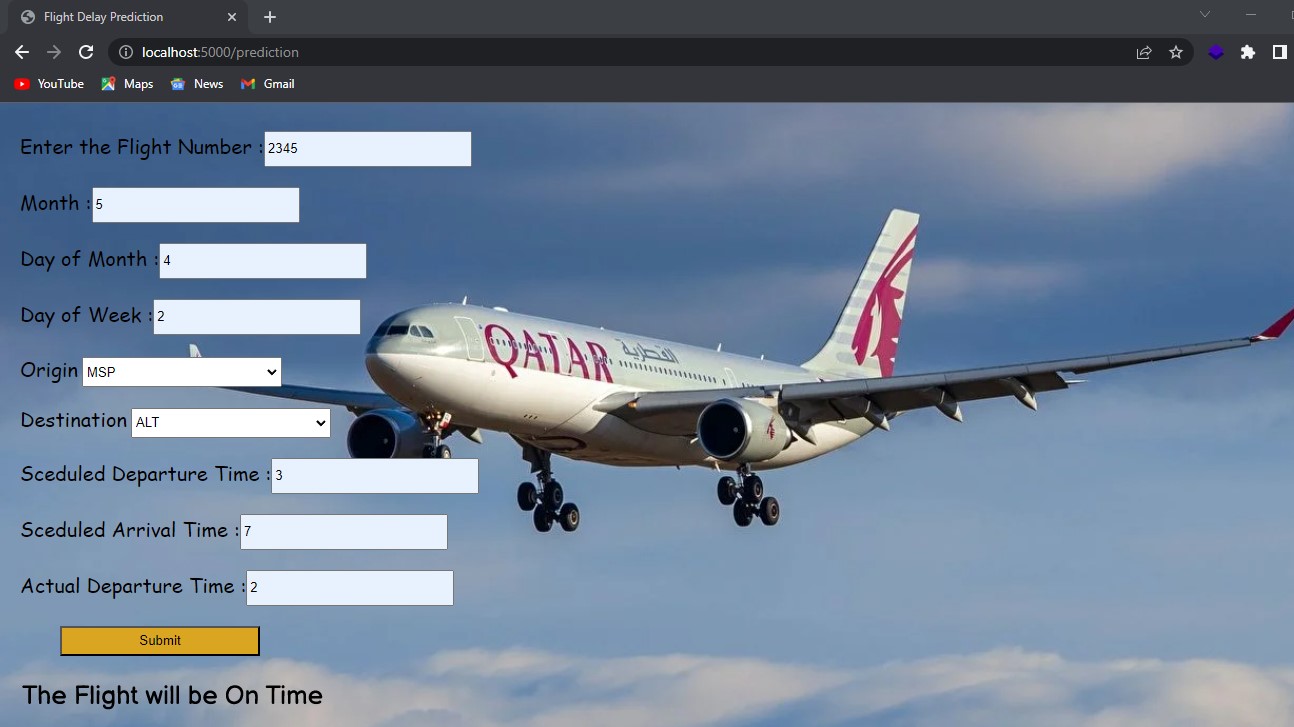 Flight Delay Prediction
localhost:5000/prediction
YouTube Maps News Gmail
Enter the Flight Number : 2345
Month : 5
Day of Month : 4
Day of Week : 2
Origin MSP
Destination ALT
Sceduled Departure Time : 3
Sceduled Arrival Time : 7
Actual Departure Time : 2
Submit
The Flight will be On Time
QATAR القطرية